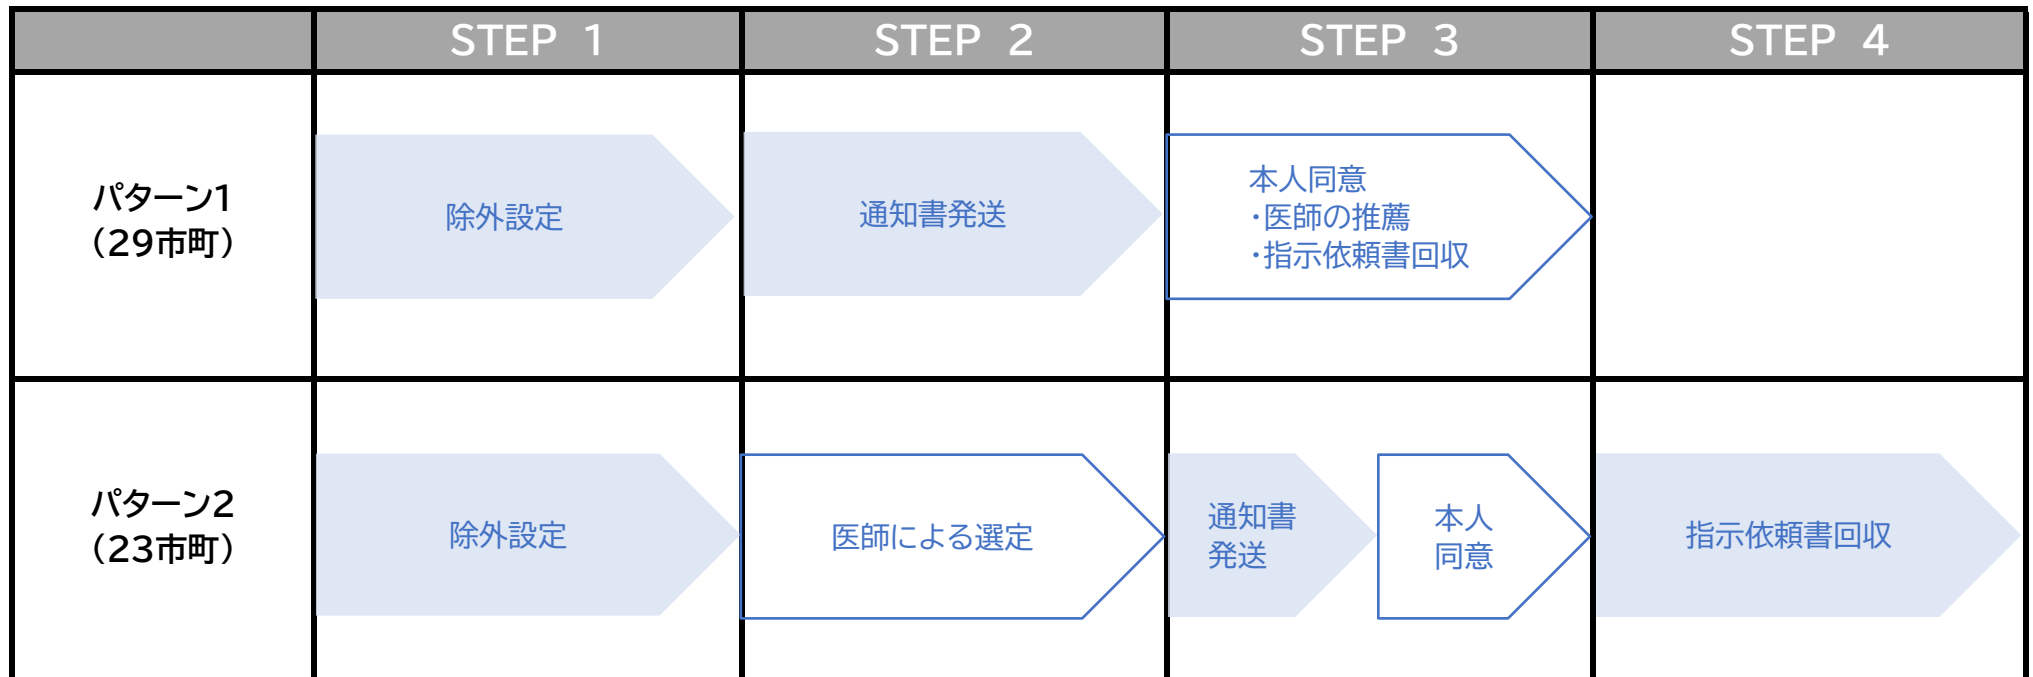 STEP 1
STEP 2
STEP 3
STEP 4
パターン1
（29市町）
除外設定
通知書発送
本人同意
・医師の推薦
・指示依頼書回収
パターン2
（23市町）
除外設定
医師による選定
通知書
発送
本人
同意
指示依頼書回収